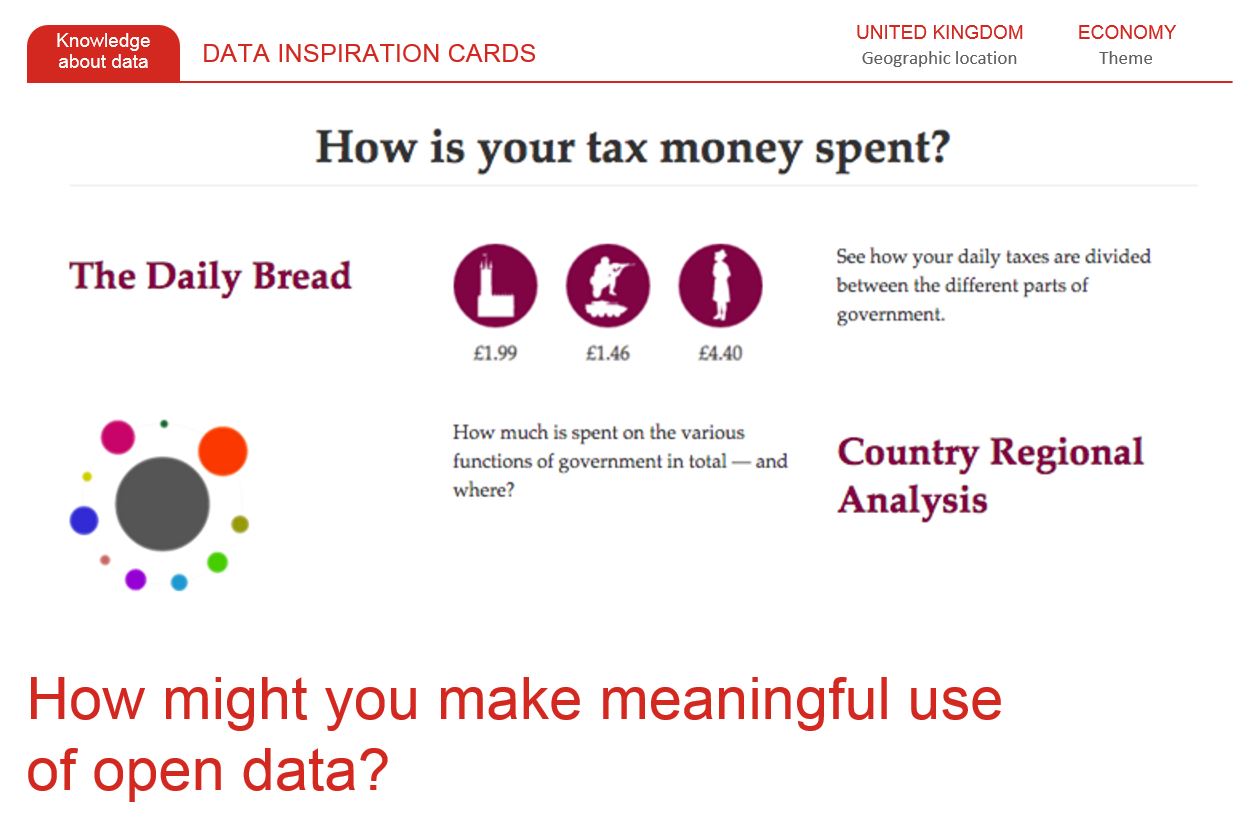 Knowledge
about data
DATA INSPIRATION CARDS
UNITED KINGDOM
Geographic location
ECONOMY
Theme
How is your tax money spent?
The Daily Bread
£1.99
£1.46
£4.40
See how your daily taxes are divided
between the different parts of
government.
How much is spent on the various
functions of government in total — and
where?
Country Regional
Analysis
How might you make meaningful use
of open data?